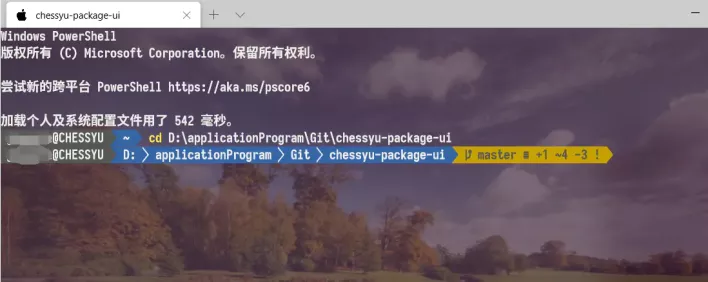 chessyu-package-ui
Windows PowerShell
版权所有 (C) Microsoft Corporation。保留所有权利。
尝试新的跨平台 PowerShell https://aka.ms/pscore6
加载个人及系统配置文件用了 542 毫秒。
@CHESSYU ~ cd D:\applicationProgram\Git\chessyu-package-ui
@CHESSYU D: 〉 applicationProgram 〉 Git 〉 chessyu-package-ui master ≡ +1 ~4 -3 !